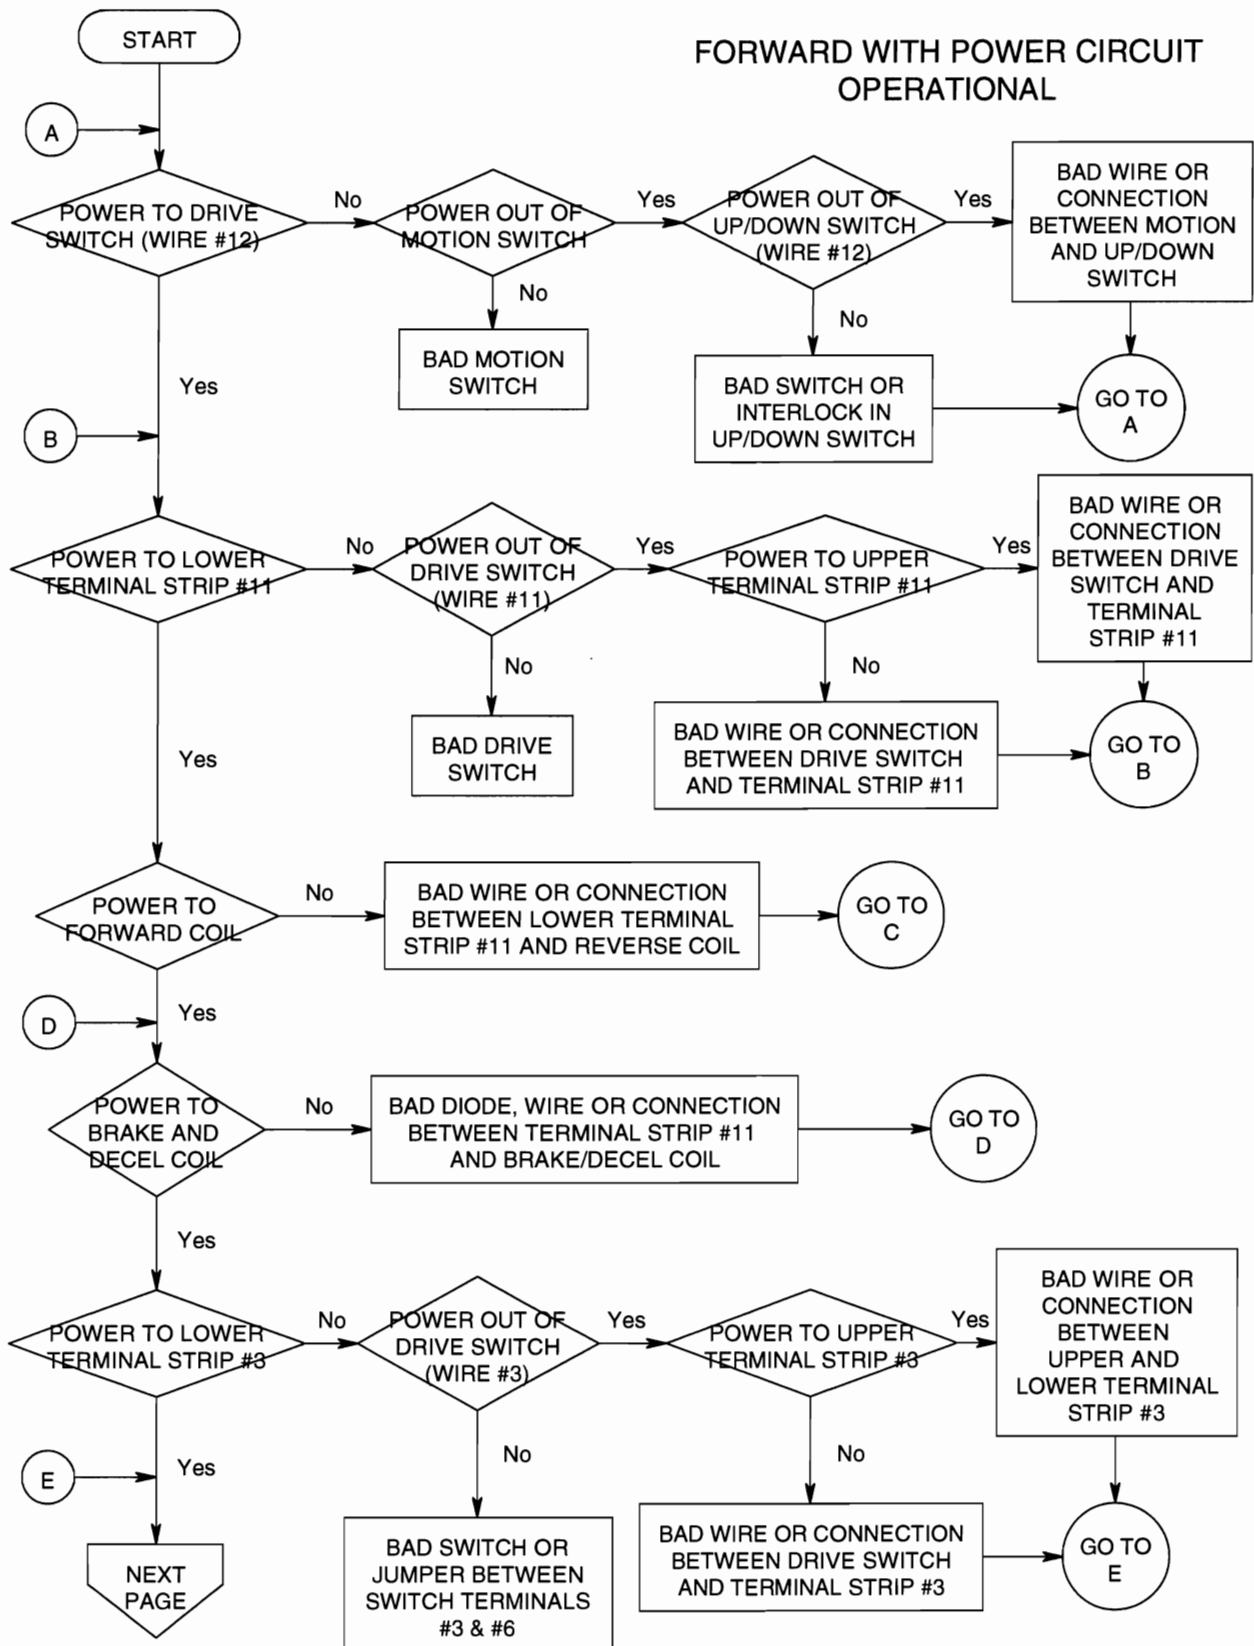 START
FORWARD WITH POWER CIRCUIT
OPERATIONAL
A
POWER TO DRIVE
SWITCH (WIRE #12)
No
POWER OUT OF
MOTION SWITCH
Yes
POWER OUT OF
UP/DOWN SWITCH
(WIRE #12)
Yes
BAD WIRE OR
CONNECTION
BETWEEN MOTION
AND UP/DOWN
SWITCH
No
BAD MOTION
SWITCH
No
BAD SWITCH OR
INTERLOCK IN
UP/DOWN SWITCH
GO TO
A
Yes
B
POWER TO LOWER
TERMINAL STRIP #11
No
POWER OUT OF
DRIVE SWITCH
(WIRE #11)
Yes
POWER TO UPPER
TERMINAL STRIP #11
Yes
BAD WIRE OR
CONNECTION
BETWEEN DRIVE
SWITCH AND
TERMINAL
STRIP #11
No
BAD DRIVE
SWITCH
No
BAD WIRE OR CONNECTION
BETWEEN DRIVE SWITCH
AND TERMINAL STRIP #11
GO TO
B
Yes
POWER TO
FORWARD COIL
No
BAD WIRE OR CONNECTION
BETWEEN LOWER TERMINAL
STRIP #11 AND REVERSE COIL
GO TO
C
Yes
D
POWER TO
BRAKE AND
DECEL COIL
No
BAD DIODE, WIRE OR CONNECTION
BETWEEN TERMINAL STRIP #11
AND BRAKE/DECEL COIL
GO TO
D
Yes
POWER TO LOWER
TERMINAL STRIP #3
No
POWER OUT OF
DRIVE SWITCH
(WIRE #3)
Yes
POWER TO UPPER
TERMINAL STRIP #3
Yes
BAD WIRE OR
CONNECTION
BETWEEN
UPPER AND
LOWER TERMINAL
STRIP #3
E
Yes
No
BAD SWITCH OR
JUMPER BETWEEN
SWITCH TERMINALS
#3 & #6
No
BAD WIRE OR CONNECTION
BETWEEN DRIVE SWITCH
AND TERMINAL STRIP #3
GO TO
E
NEXT
PAGE